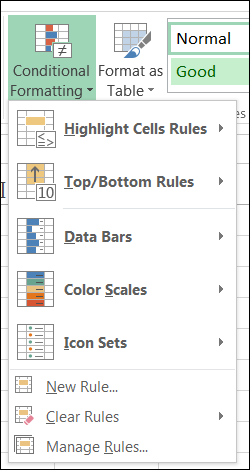 Conditional Format as
Formatting Table
Normal
Good
Highlight Cells Rules
10
Top/Bottom Rules
Data Bars
Color Scales
Icon Sets
New Rule...
Clear Rules
Manage Rules...